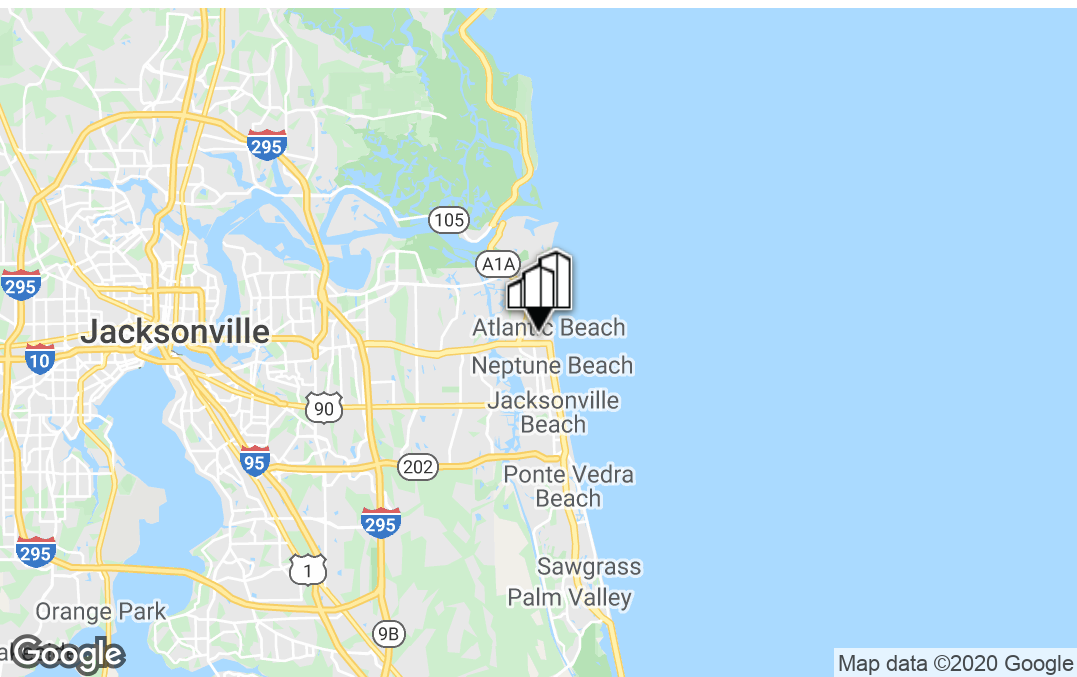 295
105
A1A
295
Atlantic Beach
Jacksonville
10
Neptune Beach
90
Jacksonville
Beach
95
202
Ponte Vedra
Beach
295
295
1
Sawgrass
Palm Valley
Orange Park
9B
Google
Map data ©2020 Google